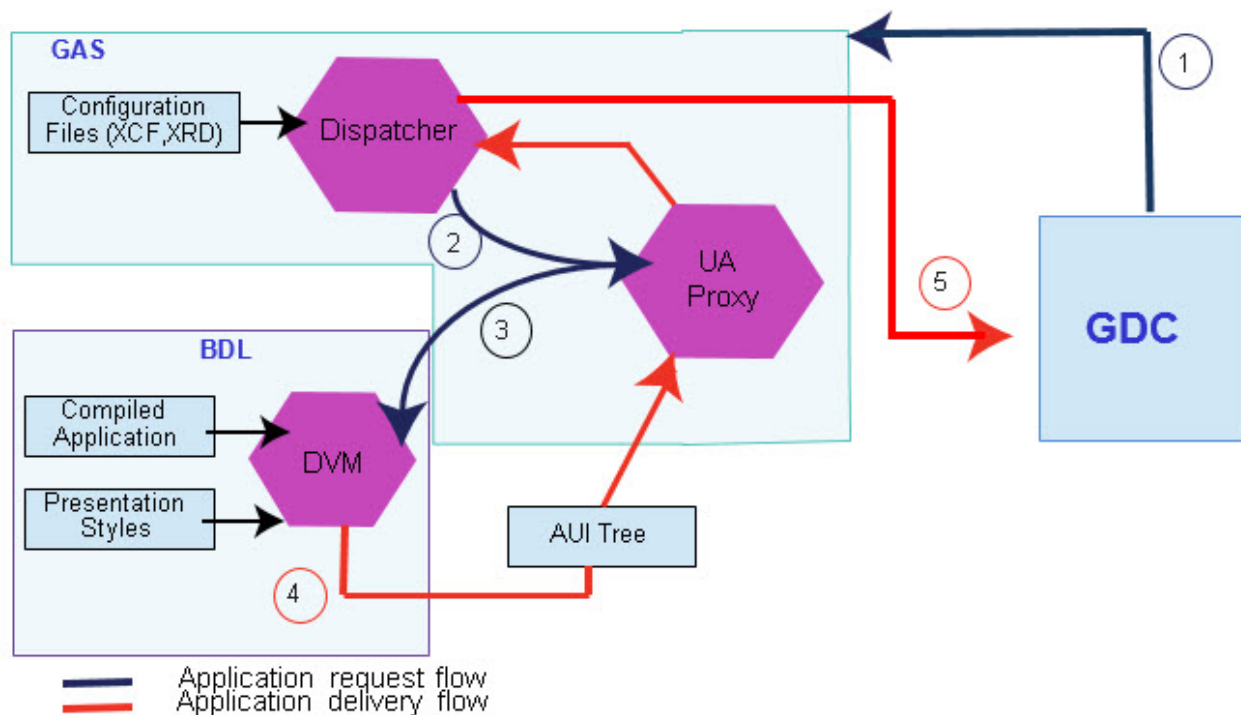 GAS
1
Configuration
Files (XCF,XRD)
Dispatcher
2
UA
Proxy
5
GDC
3
BDL
Compiled
Application
DVM
Presentation
Styles
AUI Tree
4
Application request flow
Application delivery flow